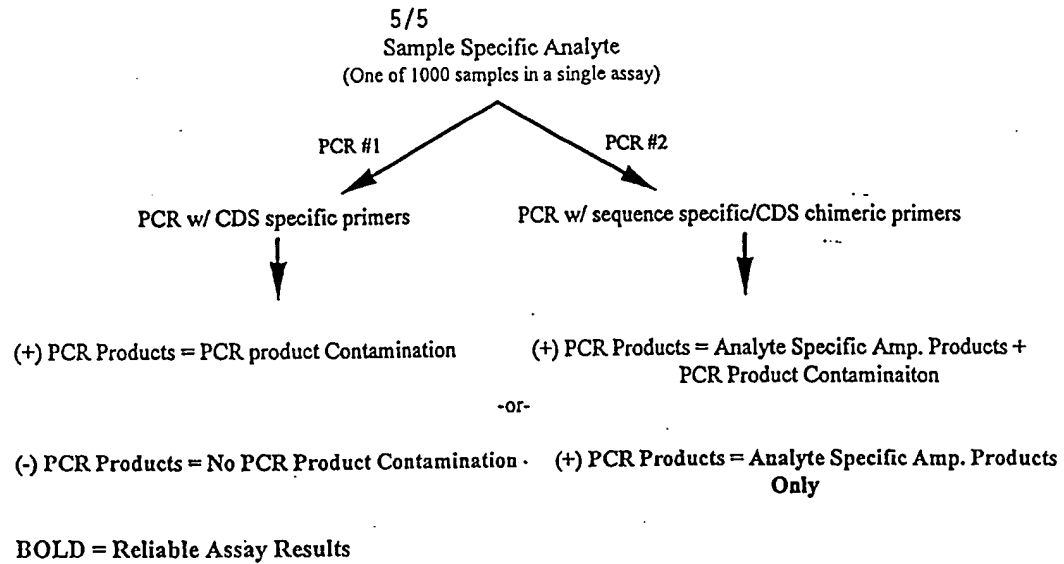 5/5
Sample Specific Analyte
(One of 1000 samples in a single assay)
PCR #1
PCR #2
PCR w/ CDS specific primers
PCR w/ sequence specific/CDS chimeric primers
(+) PCR Products = PCR product Contamination
(+) PCR Products = Analyte Specific Amp. Products +
PCR Product Contaminaiton
-or-
(-) PCR Products = No PCR Product Contamination
(+) PCR Products = Analyte Specific Amp. Products
Only
BOLD = Reliable Assay Results